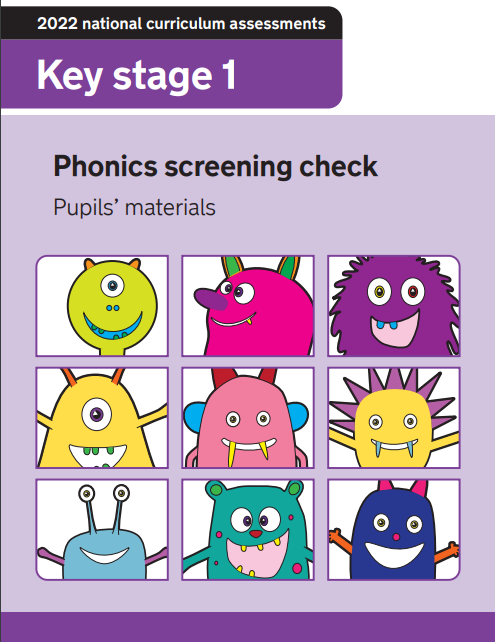 2022 national curriculum assessments
Key stage 1
Phonics screening check
Pupils’ materials